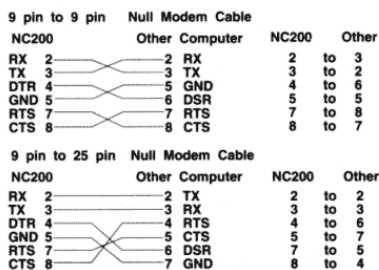 9 pin to 9 pin Null Modem Cable
NC200 Other Computer NC200 Other
RX 2 2 RX 2 to 3
TX 3 3 TX 3 to 2
DTR 4 5 GND 4 to 6
GND 5 6 DSR 5 to 5
RTS 7 7 RTS 7 to 8
CTS 8 8 CTS 8 to 7
9 pin to 25 pin Null Modem Cable
NC200 Other Computer NC200 Other
RX 2 2 TX 2 to 2
TX 3 3 RX 3 to 3
DTR 4 4 RTS 4 to 6
GND 5 5 CTS 5 to 7
RTS 7 6 DSR 7 to 5
CTS 8 7 GND 8 to 4